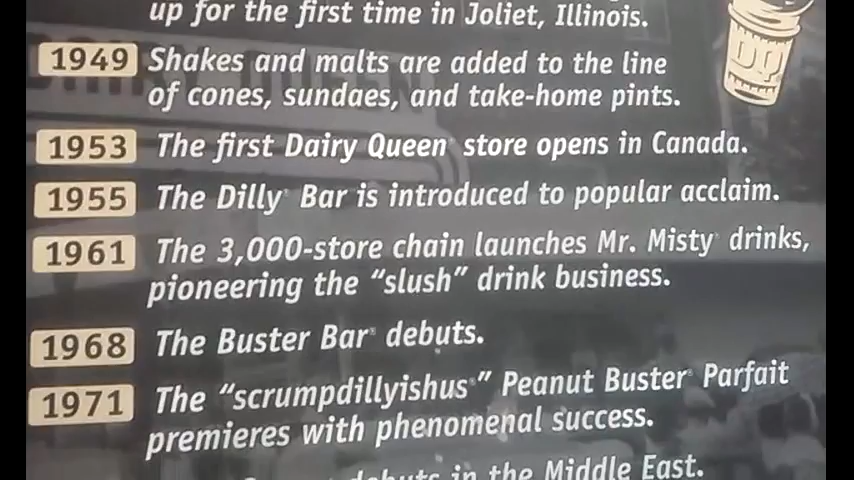 up for the first time in Joliet, Illinois.
1949 Shakes and malts are added to the line
of cones, sundaes, and take-home pints.
1953 The first Dairy Queen® store opens in Canada.
1955 The Dilly® Bar is introduced to popular acclaim.
1961 The 3,000-store chain launches Mr. Misty® drinks,
pioneering the “slush” drink business.
1968 The Buster Bar® debuts.
1971 The “scrumpdillyishus®” Peanut Buster® Parfait
premieres with phenomenal success.
debuts in the Middle East.
DAIRY QUEEN
DQ